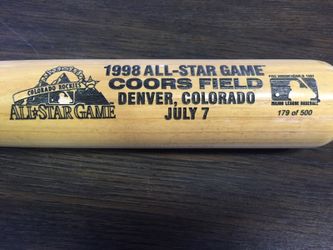 COLORADO ROCKIES
ALL★STAR GAME
1998 ALL-STAR GAME
COORS FIELD
DENVER, COLORADO
JULY 7
MAJOR LEAGUE BASEBALL
179 of 500